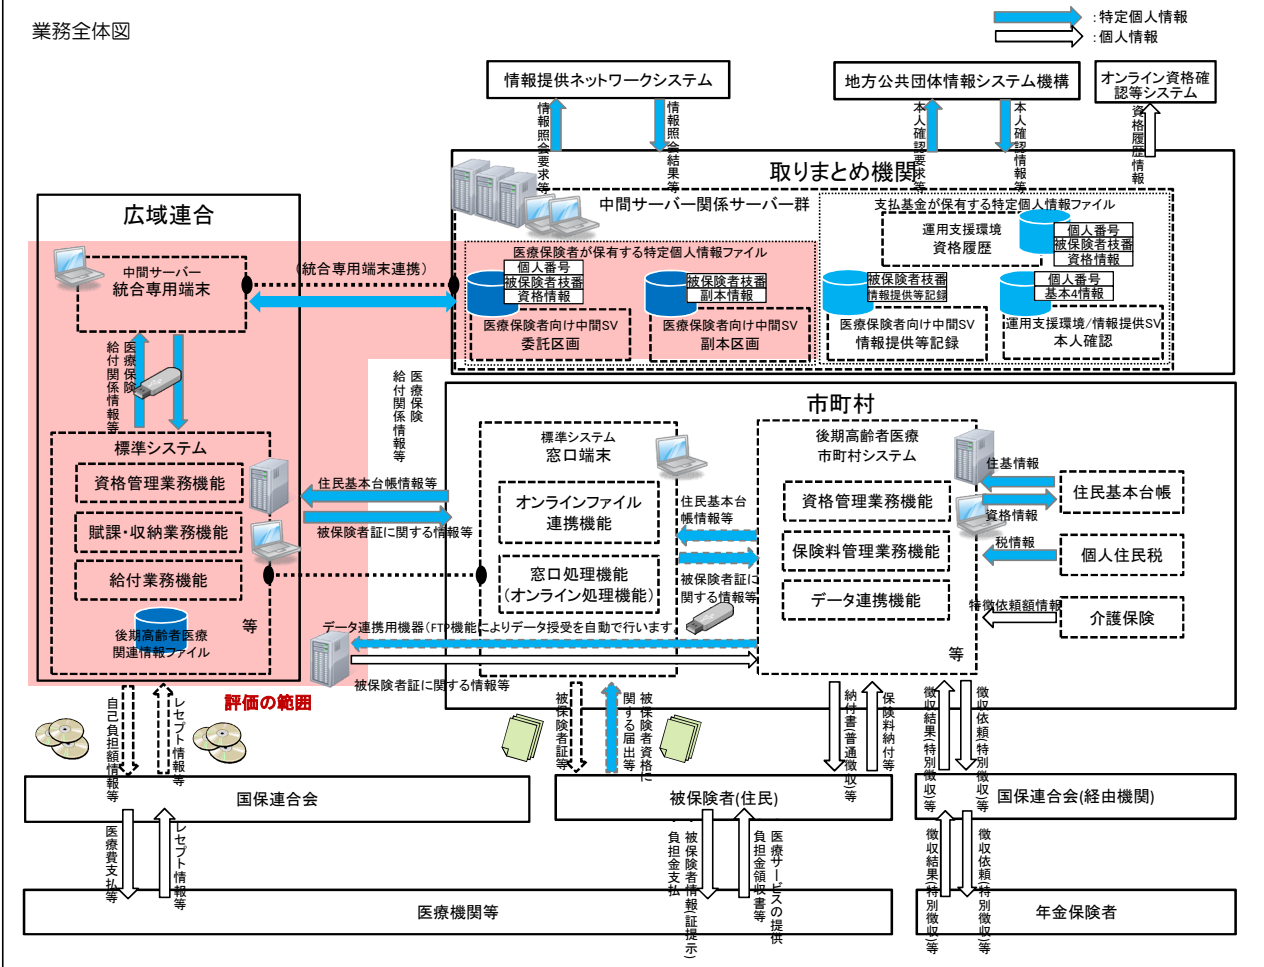 業務全体図
:特定個人情報
:個人情報
情報提供ネットワークシステム
地方公共団体情報システム機構
オンライン資格確
認等システム
情報照会要求等
情報照会結果等
本人確認要求等
本人確認情報等
資格履歴情報
取りまとめ機関
中間サーバー関係サーバー群
支払基金が保有する特定個人情報ファイル
運用支援環境
資格履歴
個人番号
被保険者枝番
資格情報
医療保険者が保有する特定個人情報ファイル
個人番号
被保険者枝番
資格情報
医療保険者向け中間SV
委託区画
被保険者枝番
副本情報
医療保険者向け中間SV
副本区画
被保険者枝番
情報提供等記録
医療保険者向け中間SV
情報提供等記録
個人番号
基本4情報
運用支援環境/情報提供SV
本人確認
広域連合
中間サーバー
統合専用端末
(統合専用端末連携)
医療保険
給付関係情報等
標準システム
資格管理業務機能
賦課・収納業務機能
給付業務機能
後期高齢者医療
関連情報ファイル
等
評価の範囲
医療保険
給付関係情報等
住民基本台帳情報等
被保険者証に関する情報等
市町村
標準システム
窓口端末
オンラインファイル
連携機能
窓口処理機能
(オンライン処理機能)
住民基本台
帳情報等
被保険者証に
関する情報等
後期高齢者医療
市町村システム
資格管理業務機能
保険料管理業務機能
データ連携機能
等
住基情報
資格情報
税情報
特徴依頼額情報
住民基本台帳
個人住民税
介護保険
データ連携用機器(FTP機能によりデータ授受を自動で行います
被保険者証に関する情報等
自己負担額情報等
レセプト情報等
被保険者証等
被保険者資格に
関する届出等
納付書(普通徴収)等
保険料納付等
徴収結果(特別徴収)等
徴収依頼(特別徴収)等
国保連合会
被保険者(住民)
国保連合会(経由機関)
医療費支払等
レセプト情報等
被保険者情報(証提示)
負担金支払
医療サービスの提供
負担金領収書等
徴収結果(特別徴収)等
徴収依頼(特別徴収)等
医療機関等
年金保険者